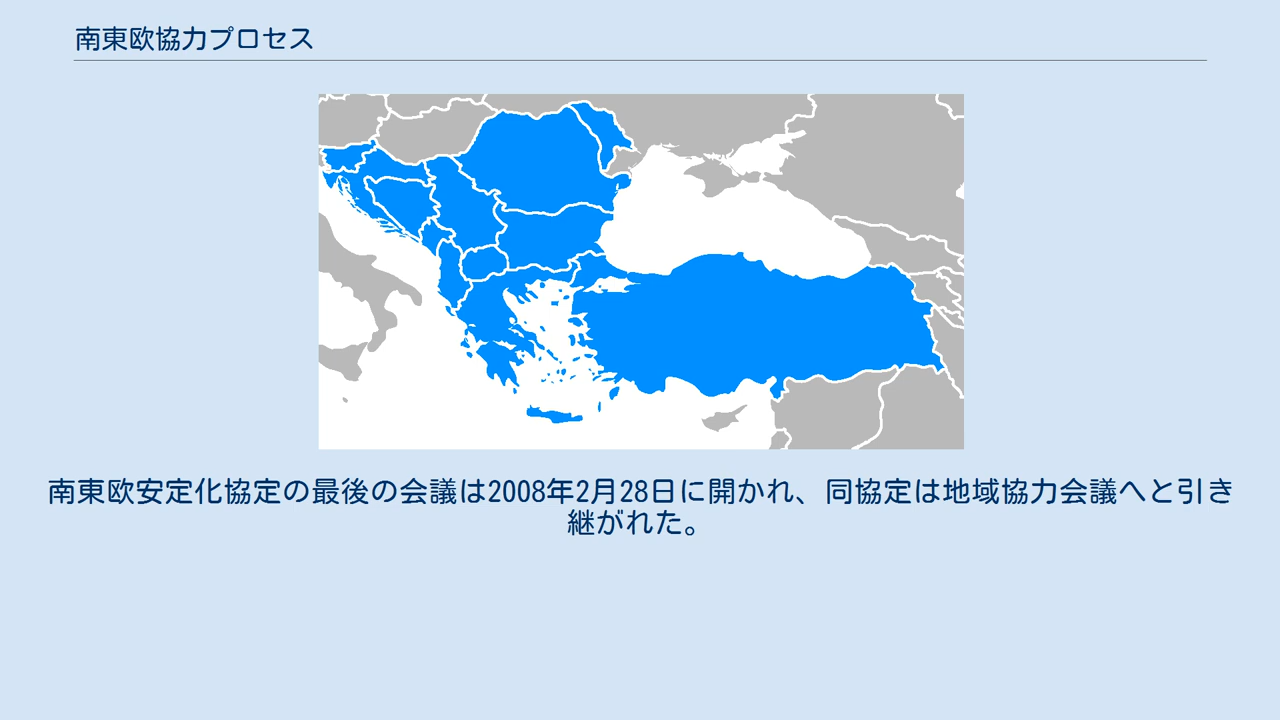 南東欧協力プロセス
南東欧安定化協定の最後の会議は2008年2月28日に開かれ、同協定は地域協力会議へと引き
継がれた。